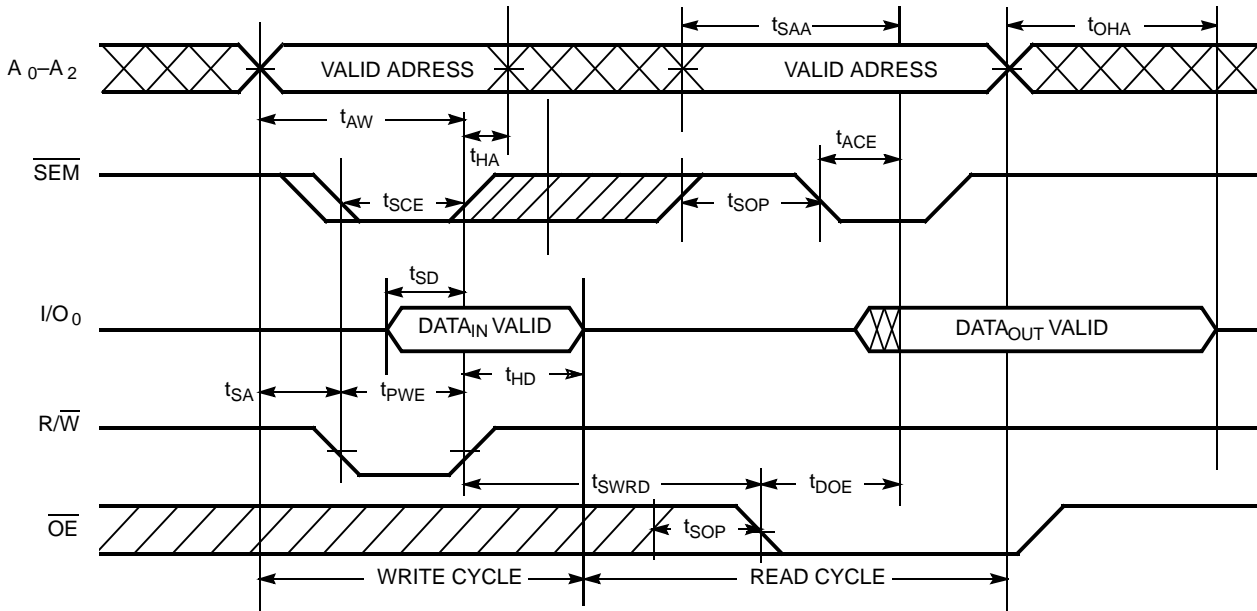 tSAA
tOHA
A0–A2
VALID ADRESS
VALID ADRESS
tAW
tHA
tACE
SEM
tSCE
tSOP
tSD
I/O0
DATAIN VALID
DATAOUT VALID
tSA
tPWE
tHD
R/W
tSWRD
tDOE
OE
tSOP
WRITE CYCLE
READ CYCLE